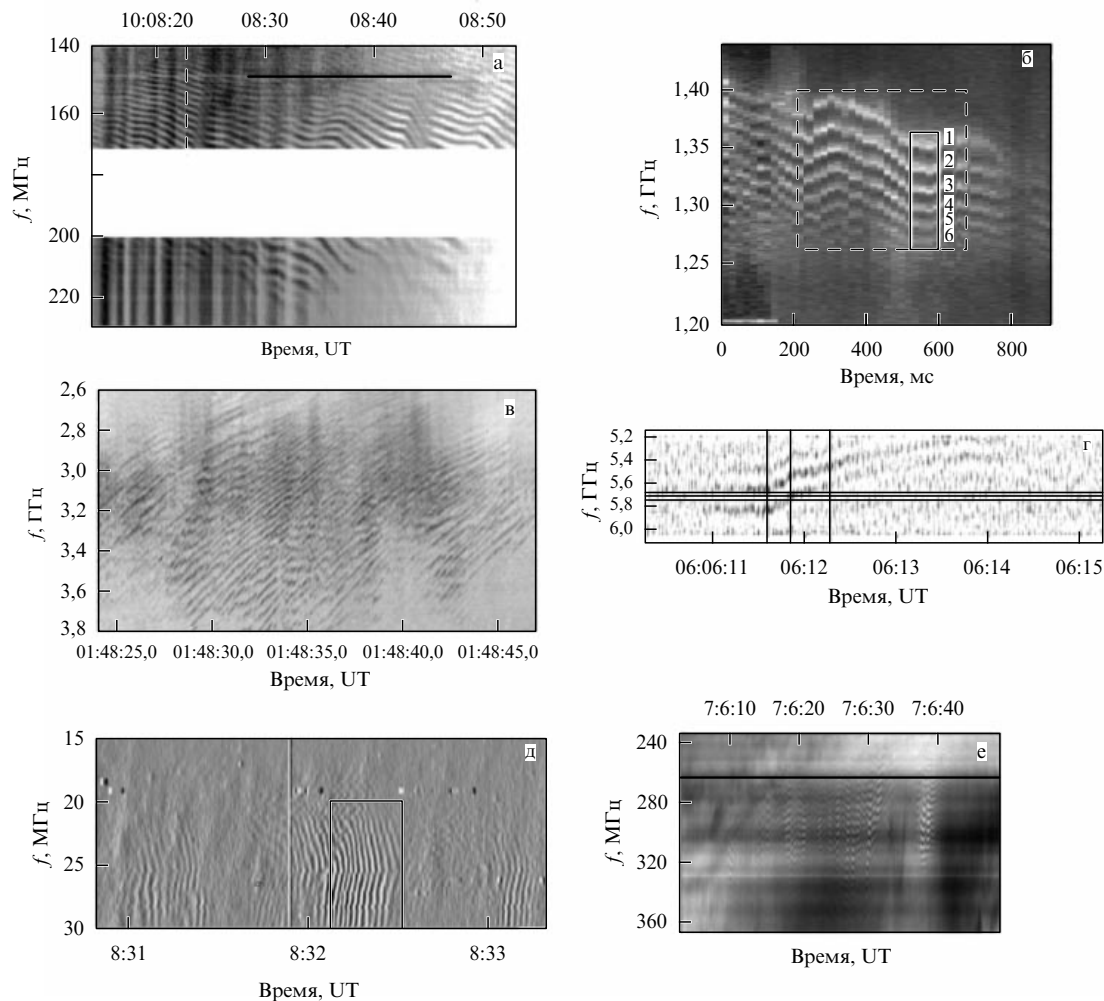 10:08:20 08:30 08:40 08:50
140
160
200
220
f, МГц
а
Время, UT
1,40
1,35
1,30
1,25
1,20
f, ГГц
б
1
2
3
4
5
6
0 200 400 600 800
Время, мс
2,6
2,8
3,0
3,2
3,4
3,6
3,8
f, ГГц
в
01:48:25,0 01:48:30,0 01:48:35,0 01:48:40,0 01:48:45,0
Время, UT
5,2
5,4
5,6
5,8
6,0
f, ГГц
г
06:06:11 06:12 06:13 06:14 06:15
Время, UT
15
20
25
30
f, МГц
д
8:31 8:32 8:33
Время, UT
7:6:10 7:6:20 7:6:30 7:6:40
240
280
320
360
f, МГц
е
Время, UT